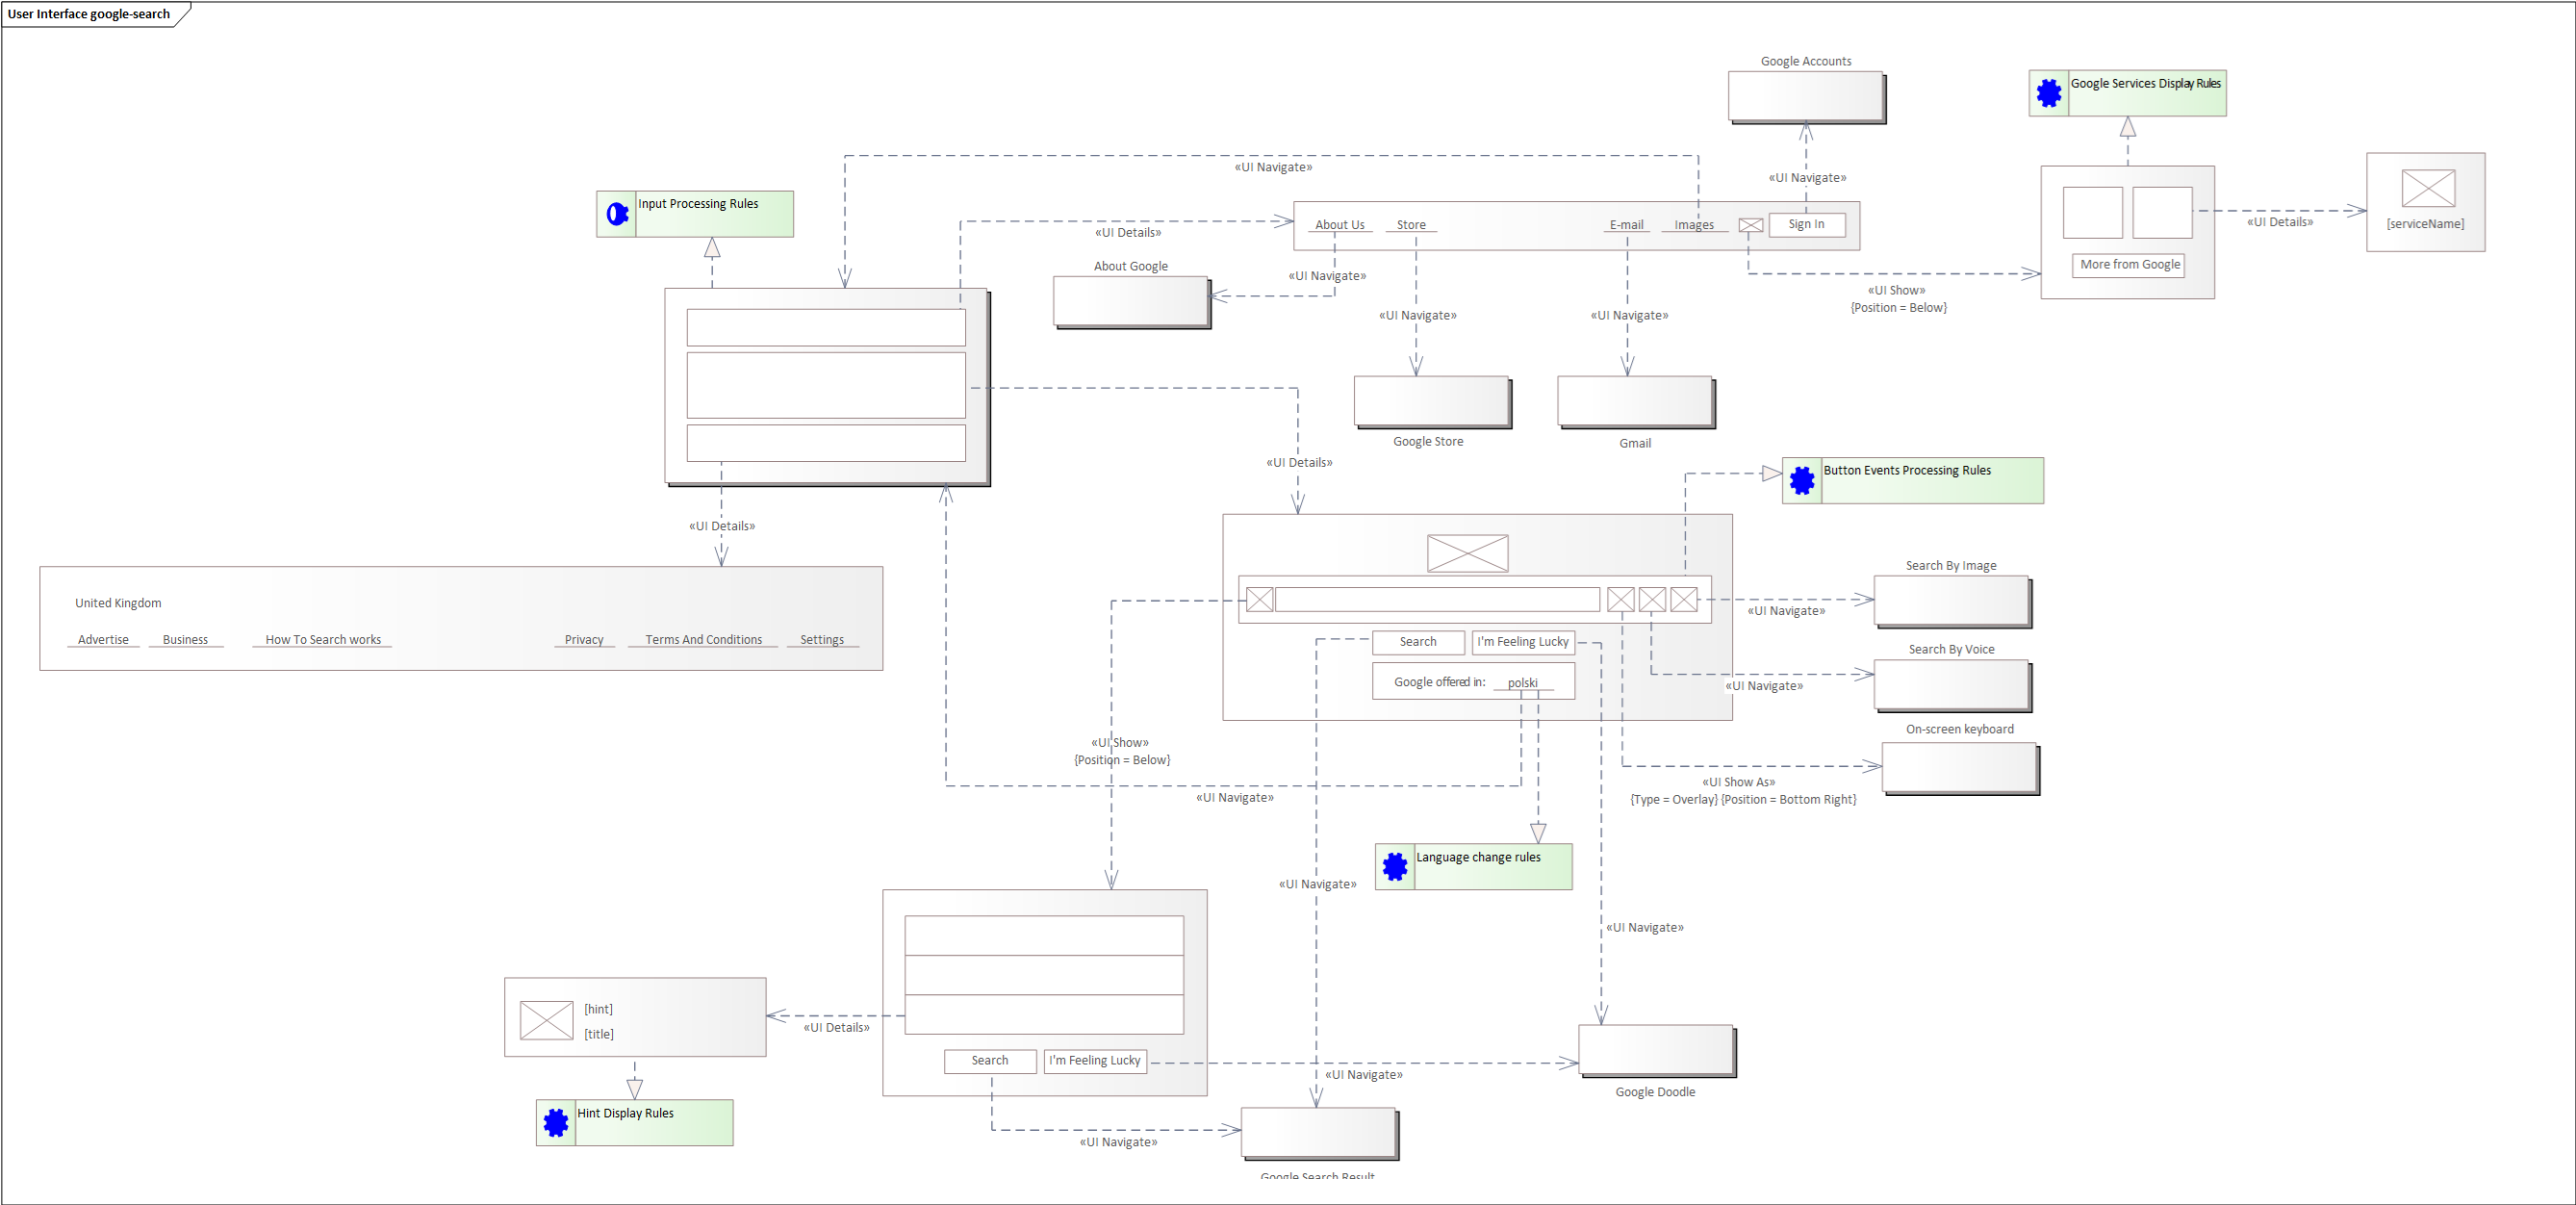 User Interface google-search
Google Accounts
Google Services Display Rules
«UI Navigate»
«UI Navigate»
Input Processing Rules
About Us
Store
E-mail
Images
Sign In
«UI Details»
«UI Details»
[serviceName]
More from Google
About Google
«UI Navigate»
«UI Show»
{Position = Below}
«UI Navigate»
«UI Navigate»
Google Store
Gmail
«UI Details»
Button Events Processing Rules
«UI Details»
Search By Image
United Kingdom
«UI Navigate»
Advertise
Business
How To Search works
Privacy
Terms And Conditions
Settings
Search
I'm Feeling Lucky
Search By Voice
Google offered in:
polski
«UI Navigate»
On-screen keyboard
«UI Show»
{Position = Below}
«UI Show As»
{Type = Overlay} {Position = Bottom Right}
«UI Navigate»
Language change rules
«UI Navigate»
«UI Navigate»
[hint]
[title]
«UI Details»
Search
I'm Feeling Lucky
«UI Navigate»
Google Doodle
Hint Display Rules
«UI Navigate»
Google Search Result